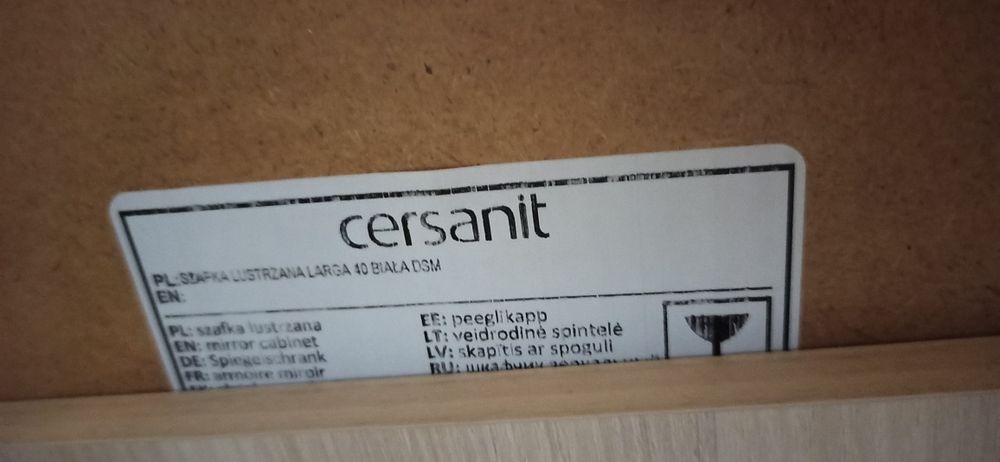 cersanit
PL: SZAFKA LUSTRZANA LARGA 40 BIAŁA DSM
EN:
PL: szafka lustrzana
EN: mirror cabinet
DE: Spiegelschrank
FR: armoire miroir
EE: peeglikapp
LT: veidrodinė spintelė
LV: skapītis ar spoguli
RU: